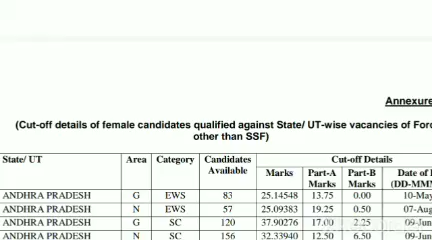 Annexure
(Cut-off details of female candidates qualified against State/ UT-wise vacancies of
other than SSF)
State/ UT Area Category Candidates Available Cut-off Details
Marks Part-A Marks Part-B Marks Date of
(DD-MMM
ANDHRA PRADESH G EWS 83 25.14548 13.75 0.00 10-May
ANDHRA PRADESH N EWS 57 25.09383 19.25 0.50 07-Aug
ANDHRA PRADESH G SC 120 37.90276 17.00 2.25 09-Jun
ANDHRA PRADESH N SC 156 32.33940 12.50 6.50 09-Jun